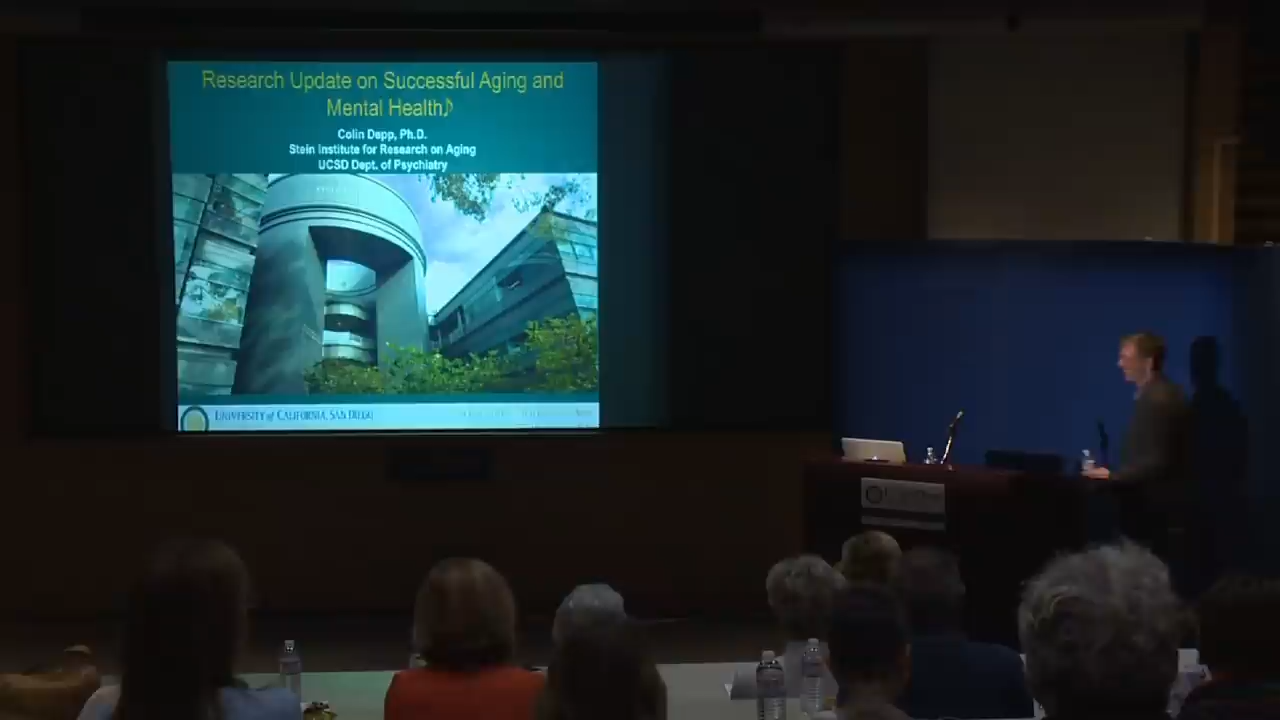 Research Update on Successful Aging and
Mental Health♪
Colin Depp, Ph.D.
Stein Institute for Research on Aging
UCSD Dept. of Psychiatry
UNIVERSITY of CALIFORNIA, SAN DIEGO